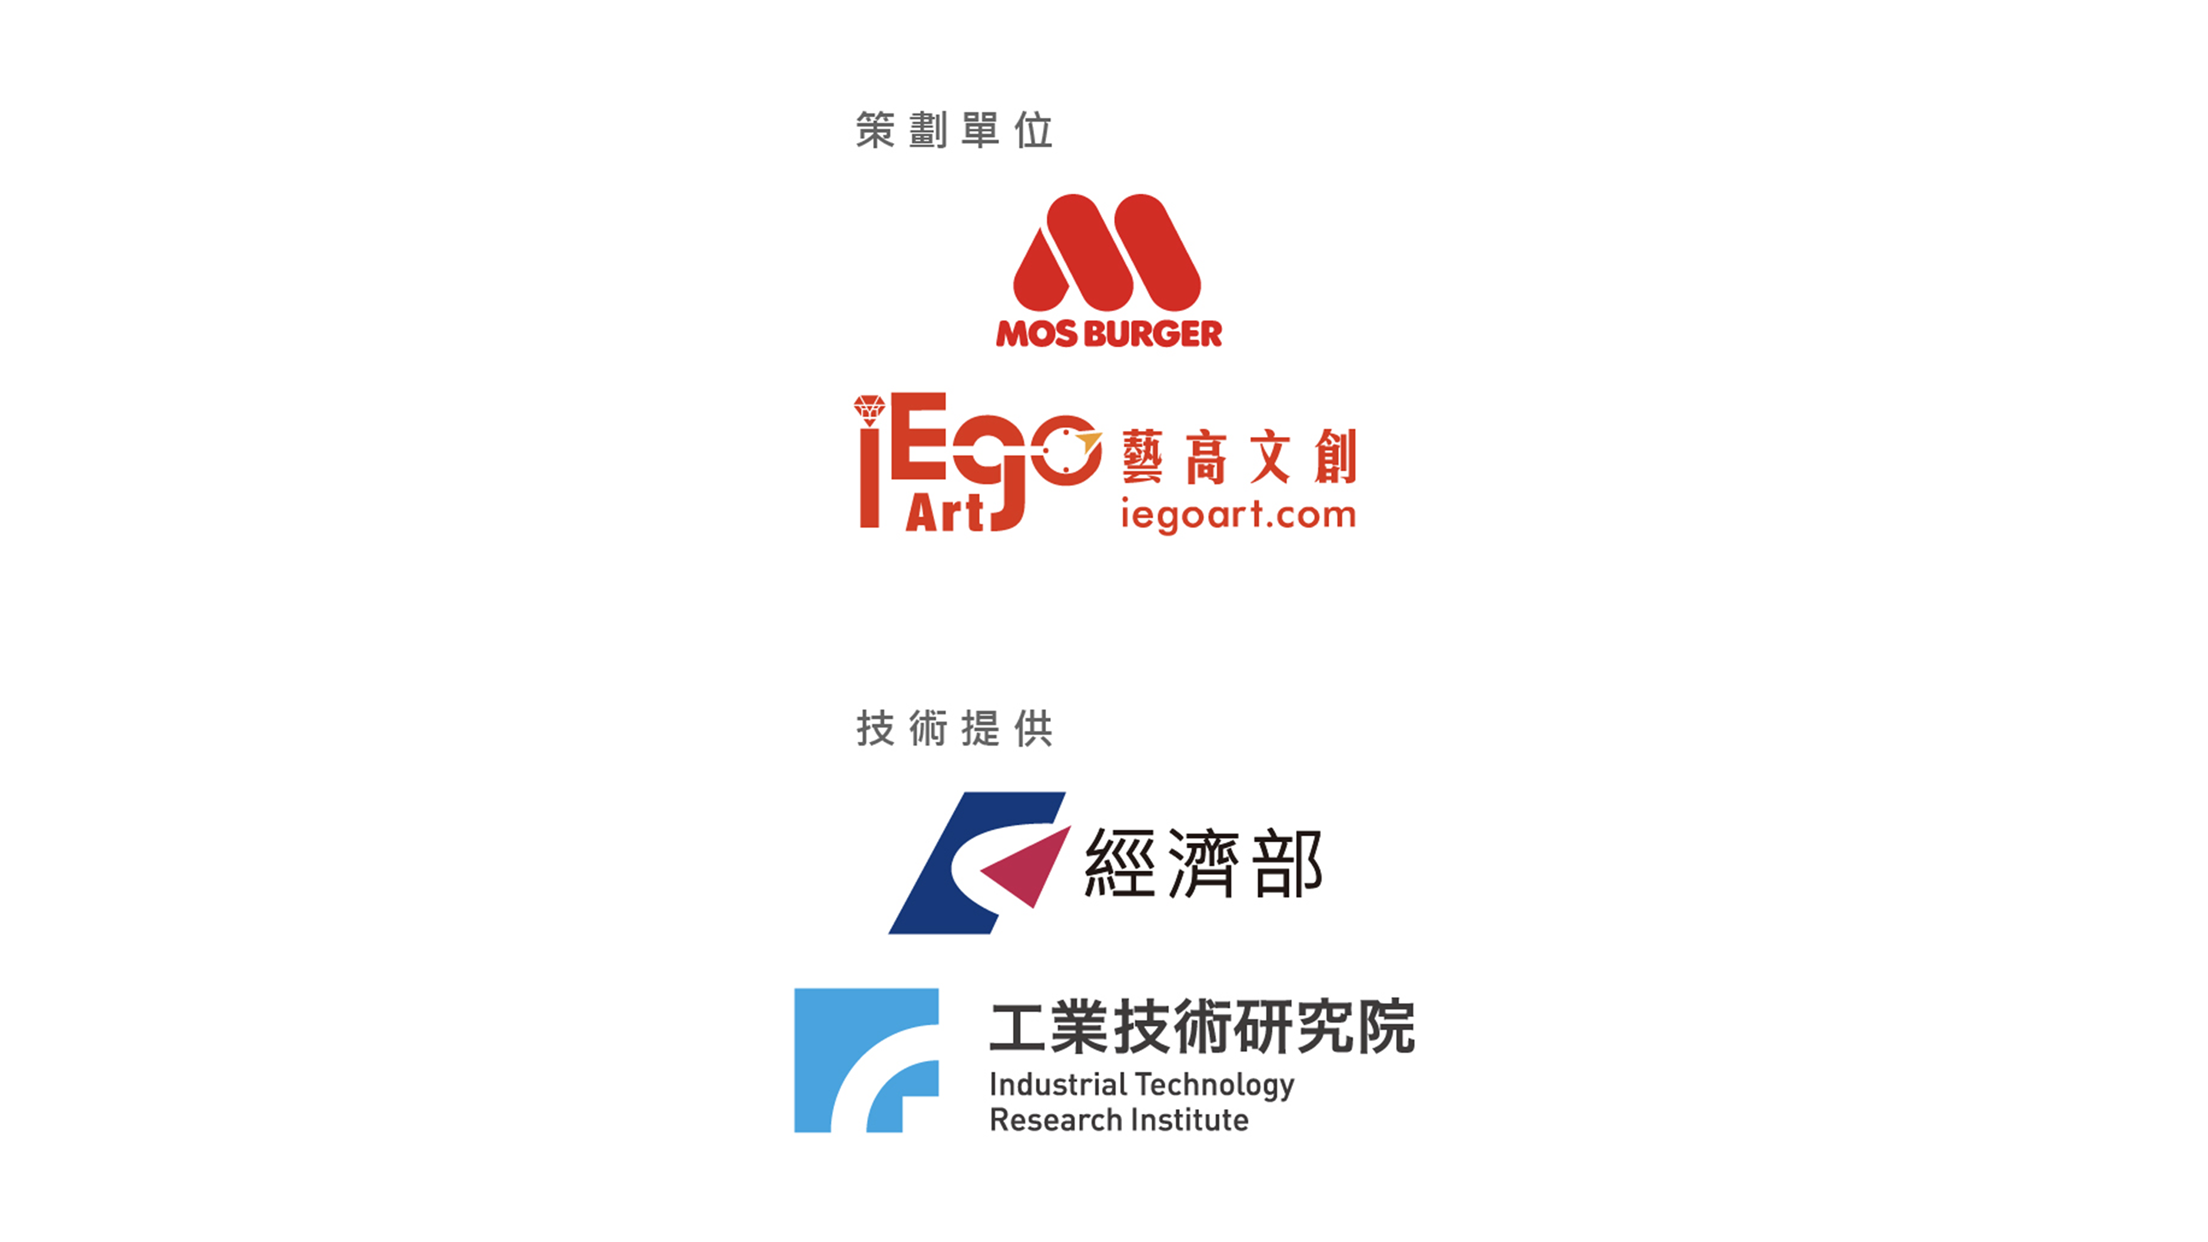 策劃單位
MOS BURGER
iEgo
Art
藝高文創
iegoart.com
技術提供
經濟部
工業技術研究院
Industrial Technology
Research Institute